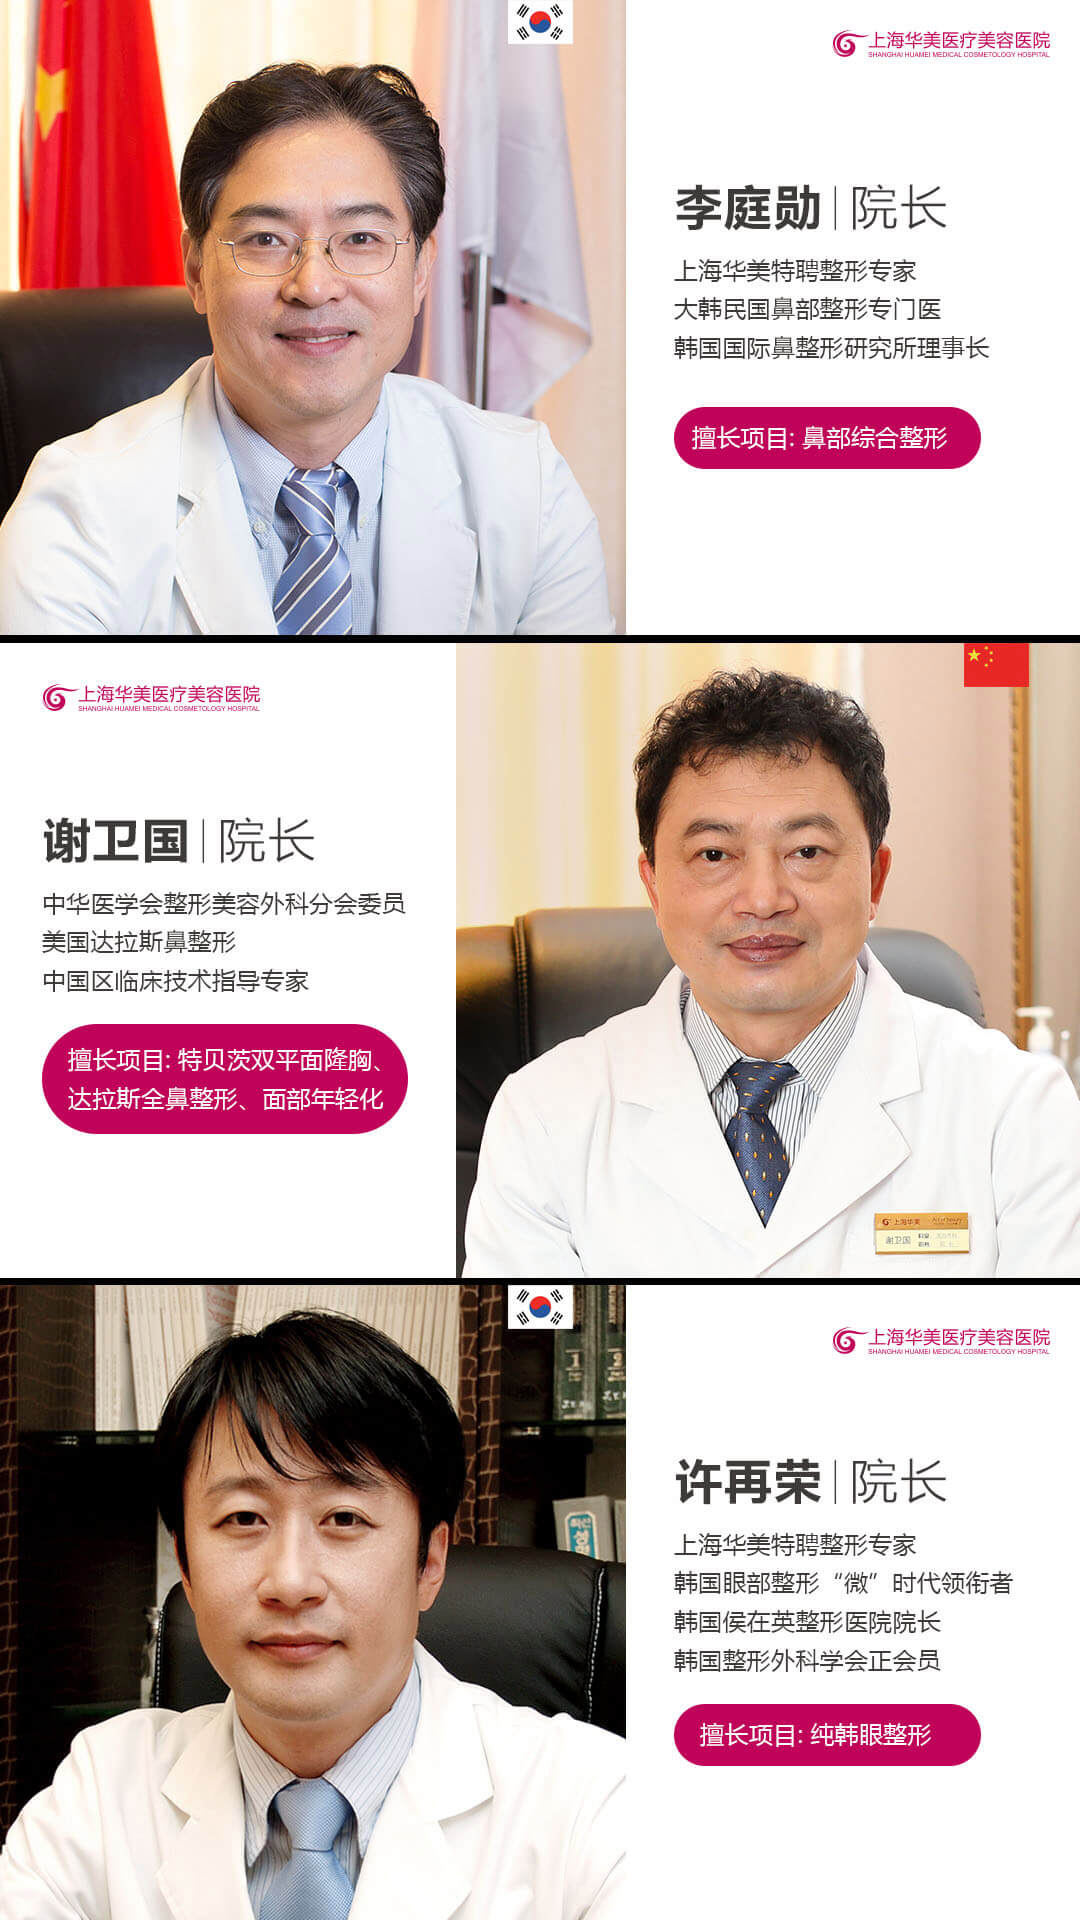 上海华美医疗美容医院
SHANGHAI HUAMEI MEDICAL COSMETOLOGY HOSPITAL
李庭勋|院长
上海华美特聘整形专家
大韩民国鼻部整形专门医
韩国国际鼻整形研究所理事长
擅长项目: 鼻部综合整形
上海华美医疗美容医院
SHANGHAI HUAMEI MEDICAL COSMETOLOGY HOSPITAL
谢卫国|院长
中华医学会整形美容外科分会委员
美国达拉斯鼻整形
中国区临床技术指导专家
擅长项目: 特贝茨双平面隆胸、
达拉斯全鼻整形、面部年轻化
上海华美
谢卫国
上海华美医疗美容医院
SHANGHAI HUAMEI MEDICAL COSMETOLOGY HOSPITAL
许再荣|院长
上海华美特聘整形专家
韩国眼部整形“微”时代领衔者
韩国侯在英整形医院院长
韩国整形外科学会正会员
擅长项目: 纯韩眼整形